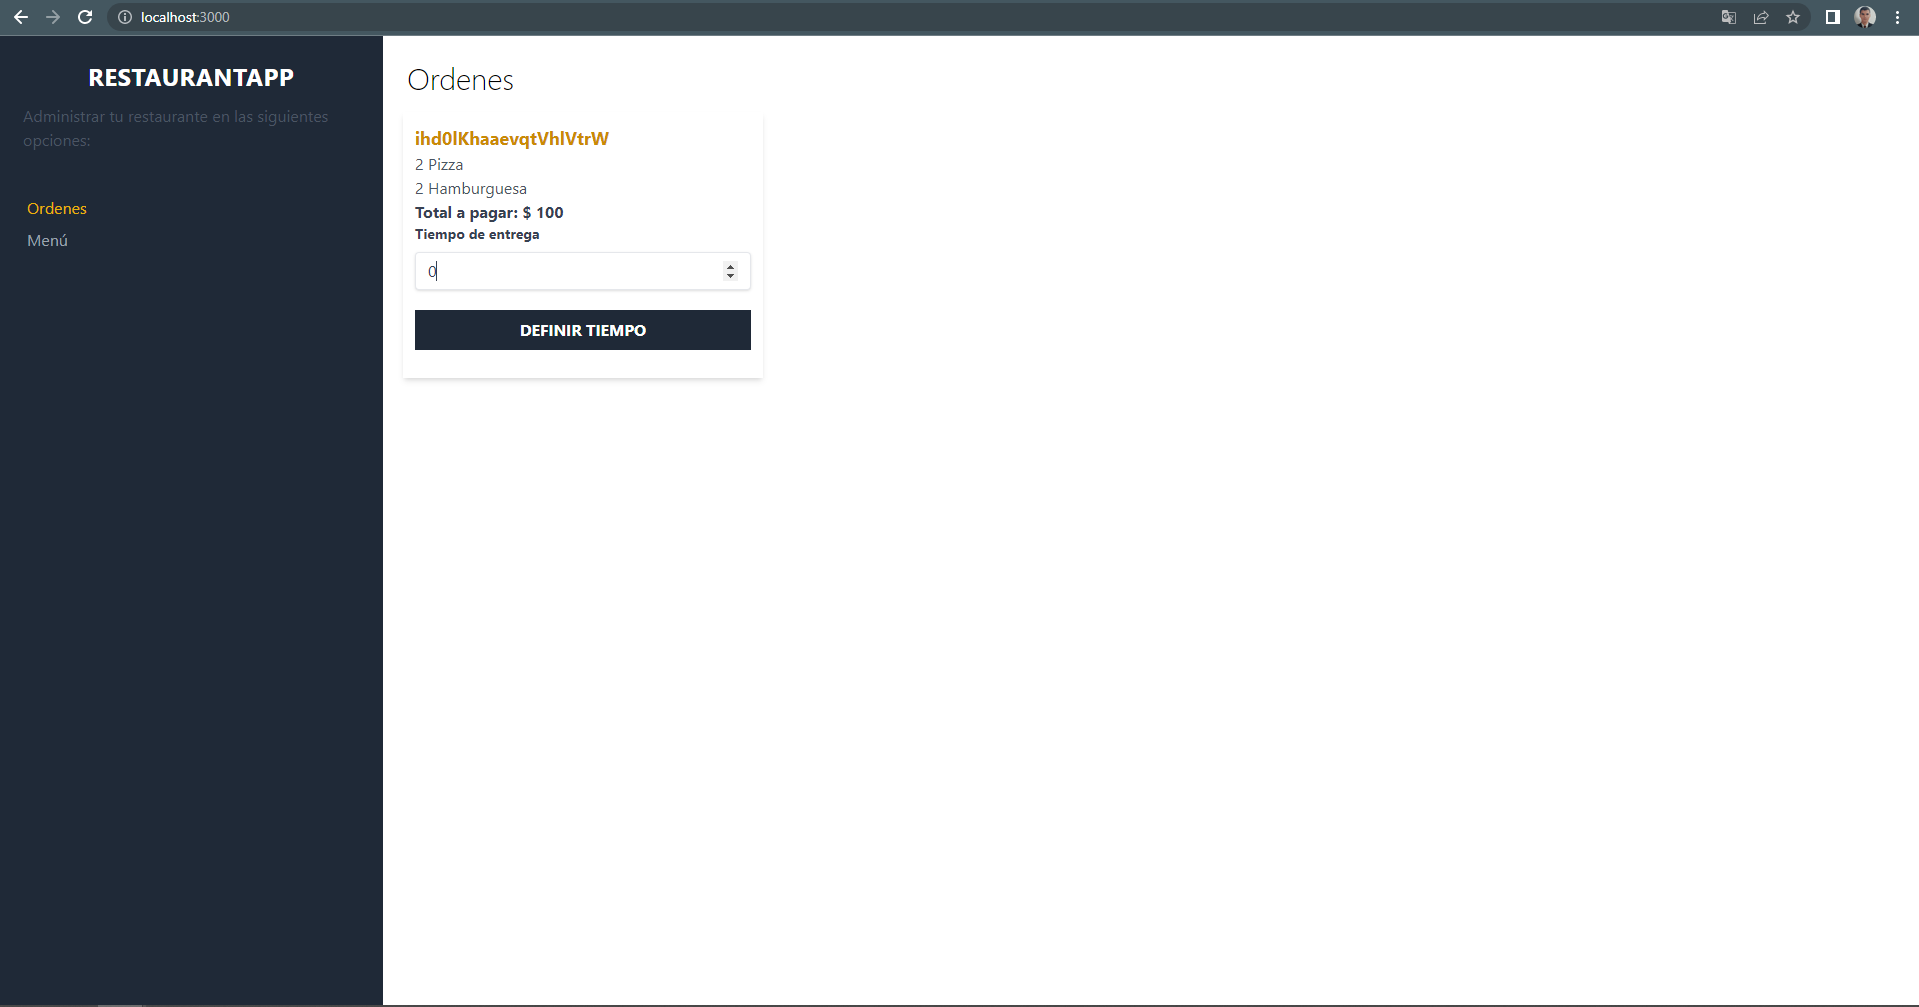 localhost:3000
RESTAURANTAPP
Administrar tu restaurante en las siguientes
opciones:
Ordenes
Menú
Ordenes
ihd0lKhaaevqtVhlVtrW
2 Pizza
2 Hamburguesa
Total a pagar: $ 100
Tiempo de entrega
0
DEFINIR TIEMPO